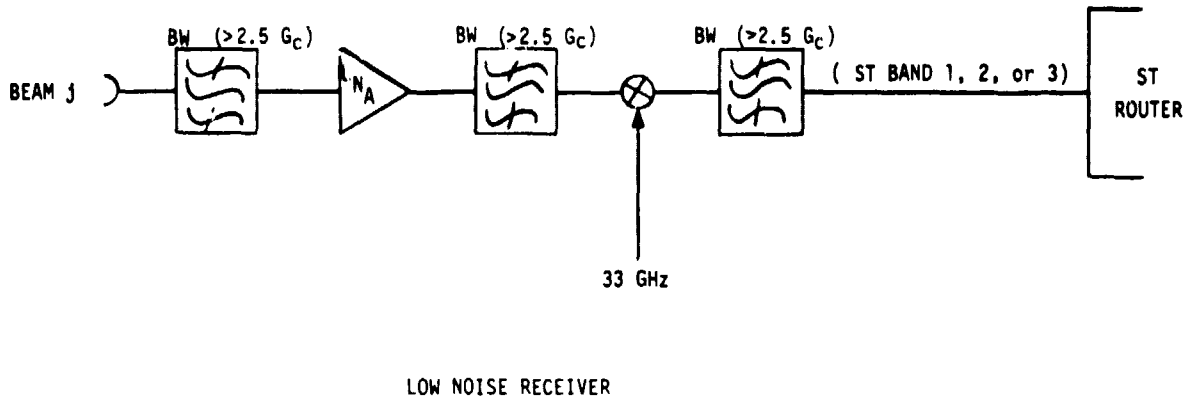 BW (>2.5 Gc) BW (>2.5 Gc) BW (>2.5 Gc)
BEAM j LNA ( ST BAND 1, 2, or 3) ST ROUTER
33 GHz
LOW NOISE RECEIVER